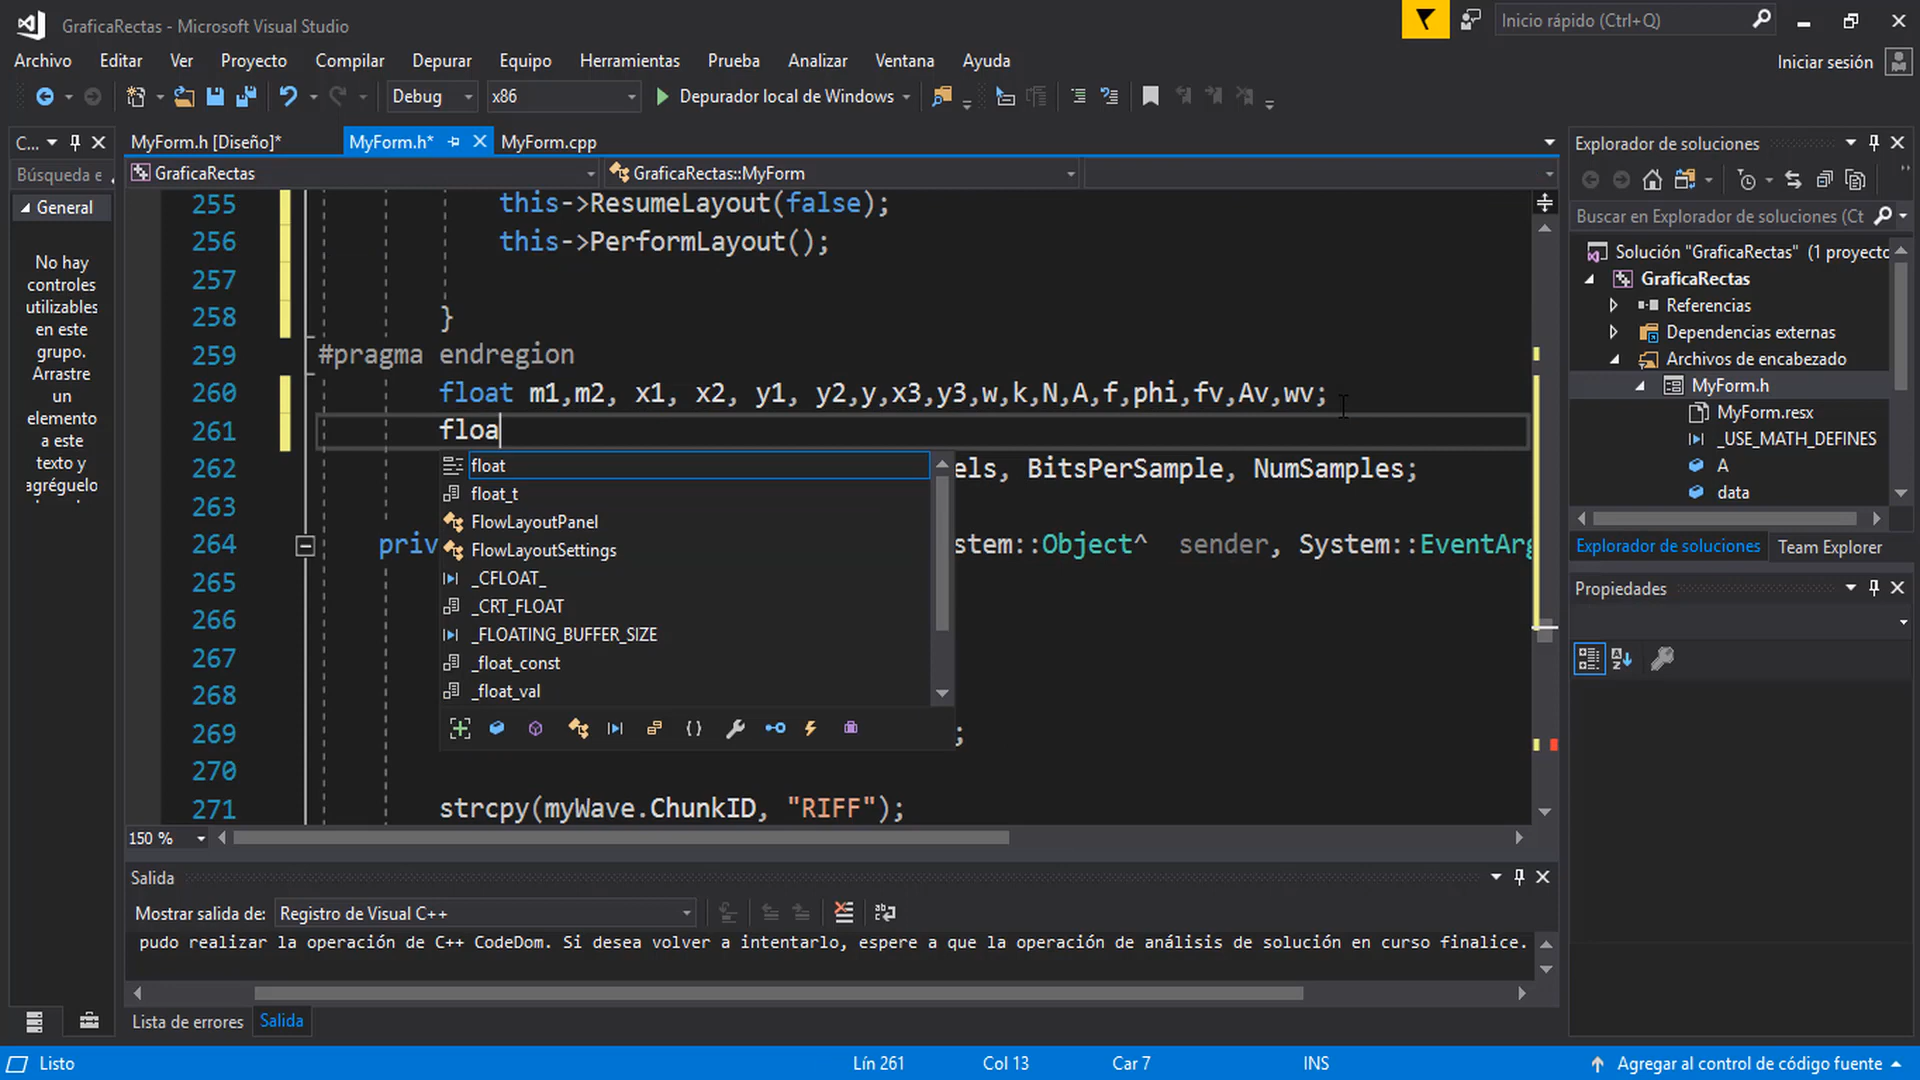 GraficaRectas - Microsoft Visual Studio
Inicio rápido (Ctrl+Q)
Archivo Editar Ver Proyecto Compilar Depurar Equipo Herramientas Prueba Analizar Ventana Ayuda
Iniciar sesión
Debug x86 Depurador local de Windows
C...
MyForm.h [Diseño]* MyForm.h* MyForm.cpp
Explorador de soluciones
Búsqueda e
GraficaRectas GraficaRectas::MyForm
General
No hay
controles
utilizables
en este
grupo.
Arrastre
un
elemento
a este
texto y
agréguelo
255 this->ResumeLayout(false);
256 this->PerformLayout();
257
258 }
259 #pragma endregion
260 float m1,m2, x1, x2, y1, y2,y,x3,y3,w,k,N,A,f,phi,fv,Av,wv;
261 floa
262 els, BitsPerSample, NumSamples;
263
264 priv stem::Object^ sender, System::EventArg
265
266
267
268
269 ;
270
271 strcpy(myWave.ChunkID, "RIFF");
float
float_t
FlowLayoutPanel
FlowLayoutSettings
_CFLOAT_
_CRT_FLOAT
_FLOATING_BUFFER_SIZE
_float_const
_float_val
150 %
Buscar en Explorador de soluciones (Ct
Solución "GraficaRectas" (1 proyecto
GraficaRectas
Referencias
Dependencias externas
Archivos de encabezado
MyForm.h
MyForm.resx
_USE_MATH_DEFINES
A
data
Explorador de soluciones Team Explorer
Propiedades
Salida
Mostrar salida de: Registro de Visual C++
pudo realizar la operación de C++ CodeDom. Si desea volver a intentarlo, espere a que la operación de análisis de solución en curso finalice.
Lista de errores Salida
Listo Lín 261 Col 13 Car 7 INS Agregar al control de código fuente